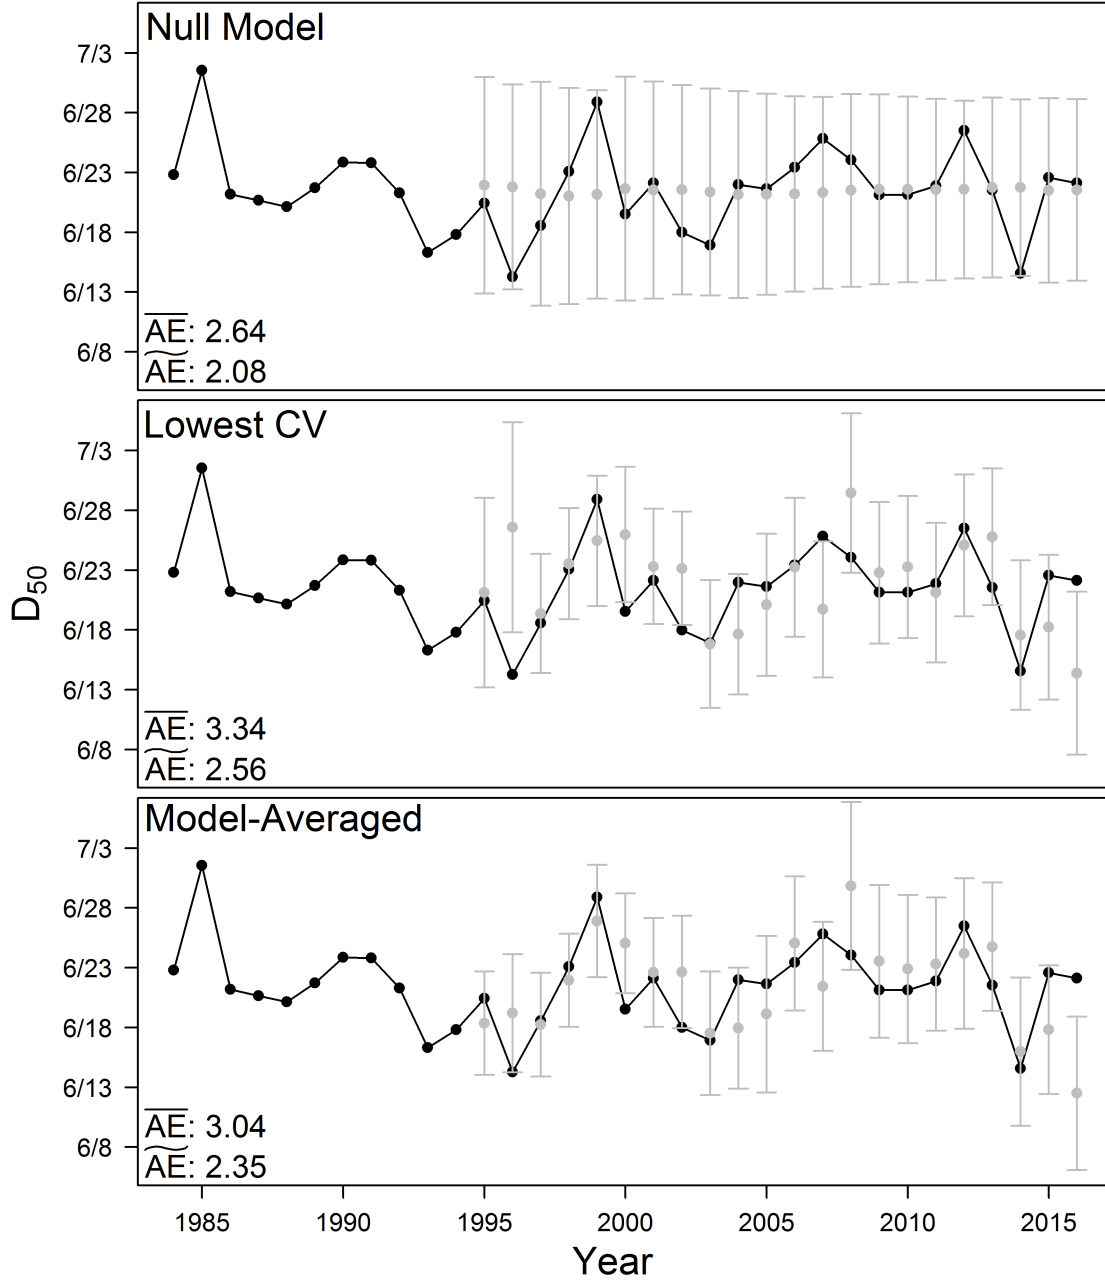 Null Model
7/3
6/28
6/23
6/18
6/13
6/8
AE: 2.64
AE: 2.08
Lowest CV
7/3
6/28
6/23
6/18
6/13
6/8
AE: 3.34
AE: 2.56
D50
Model-Averaged
7/3
6/28
6/23
6/18
6/13
6/8
AE: 3.04
AE: 2.35
1985 1990 1995 2000 2005 2010 2015
Year